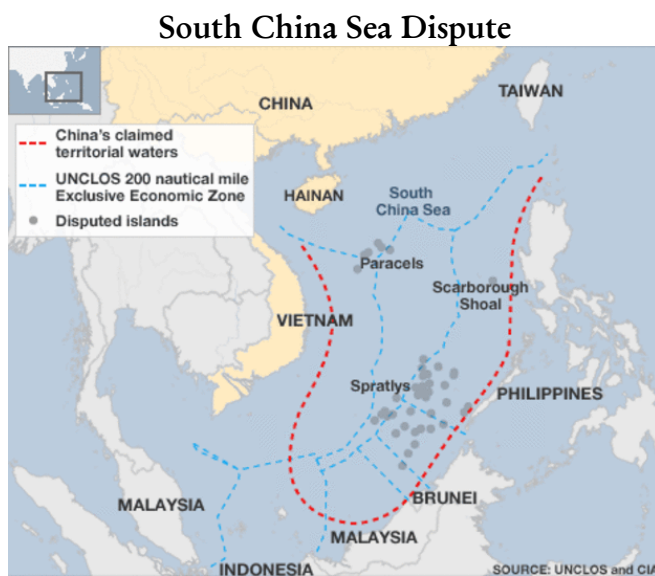 South China Sea Dispute
TAIWAN
CHINA
China's claimed
territorial waters
UNCLOS 200 nautical mile
Exclusive Economic Zone
Disputed islands
HAINAN
South
China Sea
Paracels
Scarborough
Shoal
VIETNAM
Spratlys
PHILIPPINES
MALAYSIA
BRUNEI
MALAYSIA
INDONESIA
SOURCE: UNCLOS and CIA